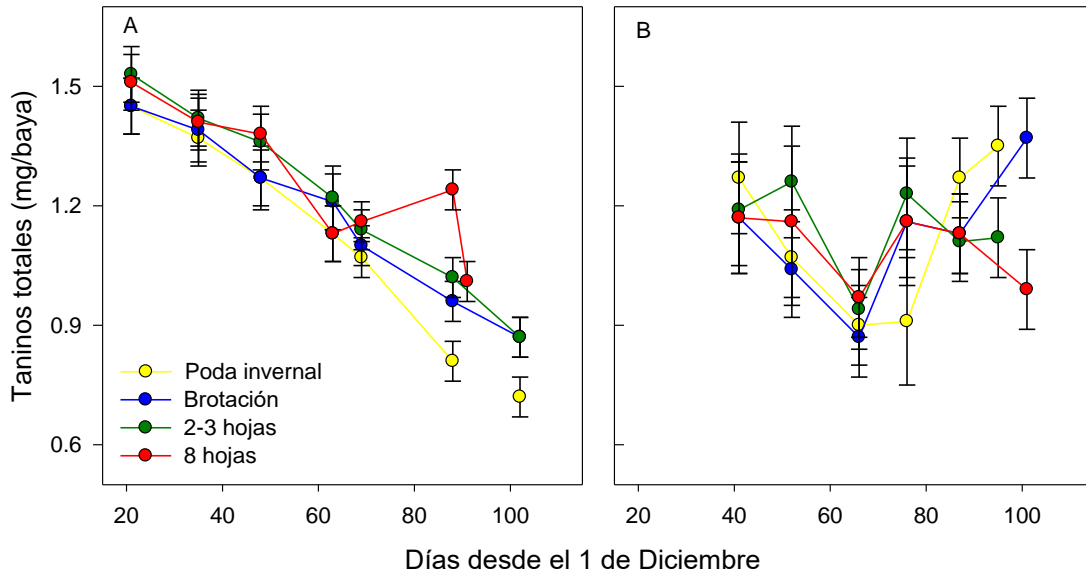 A
B
Taninos totales (mg/baya)
1.5
1.2
0.9
0.6
Poda invernal
Brotación
2-3 hojas
8 hojas
20 40 60 80 100
20 40 60 80 100
Días desde el 1 de Diciembre